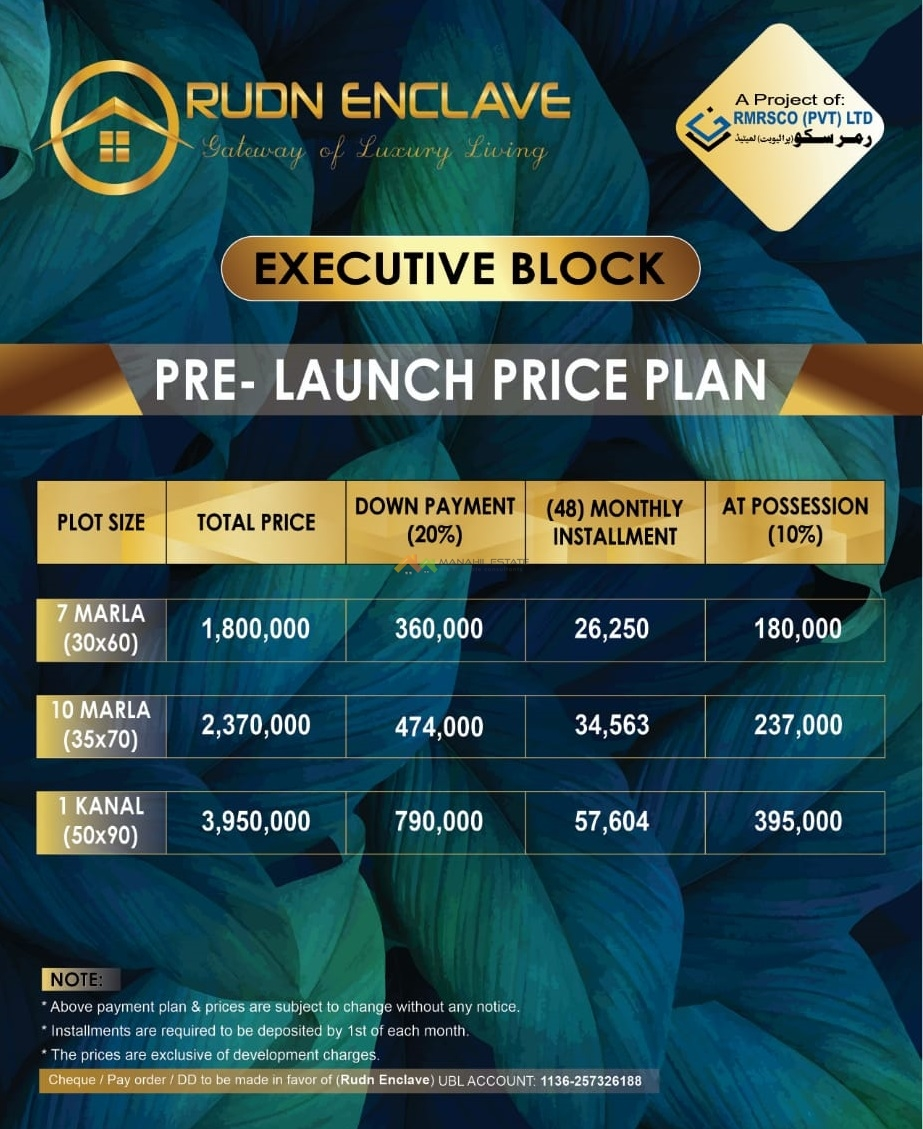 RUDN ENCLAVE
Gateway of Luxury Living
A Project of:
RMRSCO (PVT) LTD
رمرسکو (پرائیویٹ) لمیٹیڈ
EXECUTIVE BLOCK
PRE- LAUNCH PRICE PLAN
PLOT SIZE TOTAL PRICE DOWN PAYMENT (20%) (48) MONTHLY INSTALLMENT AT POSSESSION (10%)
MANAHIL ESTATE
7 MARLA (30x60) 1,800,000 360,000 26,250 180,000
10 MARLA (35x70) 2,370,000 474,000 34,563 237,000
1 KANAL (50x90) 3,950,000 790,000 57,604 395,000
NOTE:
* Above payment plan & prices are subject to change without any notice.
* Installments are required to be deposited by 1st of each month.
* The prices are exclusive of development charges.
Cheque / Pay order / DD to be made in favor of (Rudn Enclave) UBL ACCOUNT: 1136-257326188